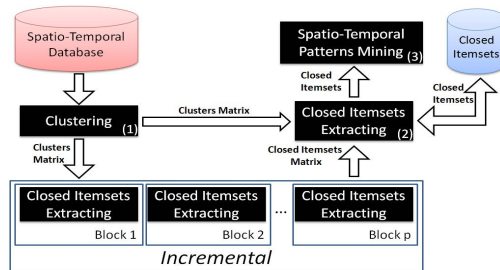 Spatio-Temporal
Database
Spatio-Temporal
Patterns Mining (3)
Closed
Itemsets
Closed
Itemsets
Closed
Itemsets
Clustering (1)
Clusters Matrix
Closed Itemsets
Extracting (2)
Clusters
Matrix
Closed Itemsets
Matrix
Closed Itemsets
Extracting
Block 1
Closed Itemsets
Extracting
Block 2
...
Closed Itemsets
Extracting
Block p
Incremental